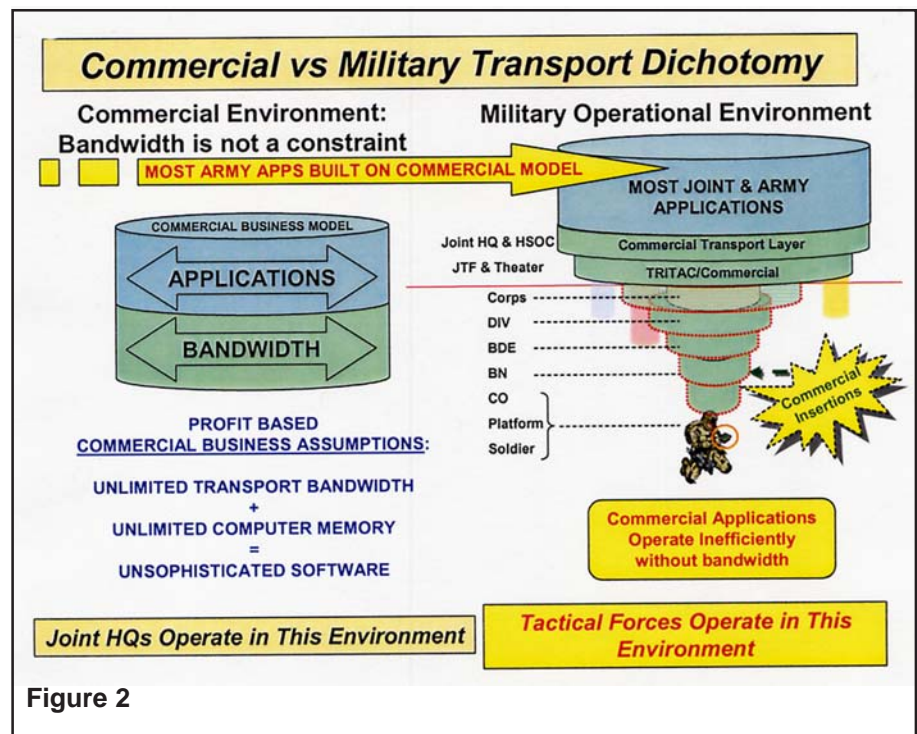 Commercial vs Military Transport Dichotomy
Commercial Environment:
Bandwidth is not a constraint
Military Operational Environment
MOST ARMY APPS BUILT ON COMMERCIAL MODEL
COMMERCIAL BUSINESS MODEL
APPLICATIONS
BANDWIDTH
PROFIT BASED
COMMERCIAL BUSINESS ASSUMPTIONS:
UNLIMITED TRANSPORT BANDWIDTH
+
UNLIMITED COMPUTER MEMORY
=
UNSOPHISTICATED SOFTWARE
Joint HQs Operate in This Environment
MOST JOINT & ARMY
APPLICATIONS
Joint HQ & HSOC
Commercial Transport Layer
JTF & Theater
TRITAC/Commercial
Corps
DIV
BDE
BN
CO
Platform
Soldier
Commercial
Insertions
Commercial Applications
Operate Inefficiently
without bandwidth
Tactical Forces Operate in This
Environment
Figure 2